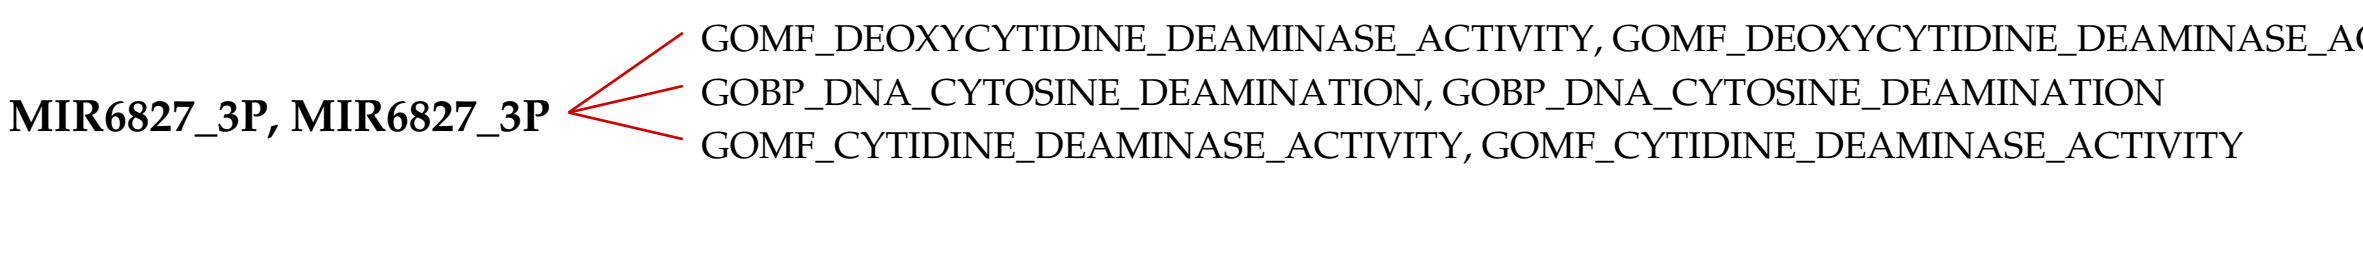 GOMF_DEOXYCYTIDINE_DEAMINASE_ACTIVITY, GOMF_DEOXYCYTIDINE_DEAMINASE_AC
GOBP_DNA_CYTOSINE_DEAMINATION, GOBP_DNA_CYTOSINE_DEAMINATION
MIR6827_3P, MIR6827_3P
GOMF_CYTIDINE_DEAMINASE_ACTIVITY, GOMF_CYTIDINE_DEAMINASE_ACTIVITY